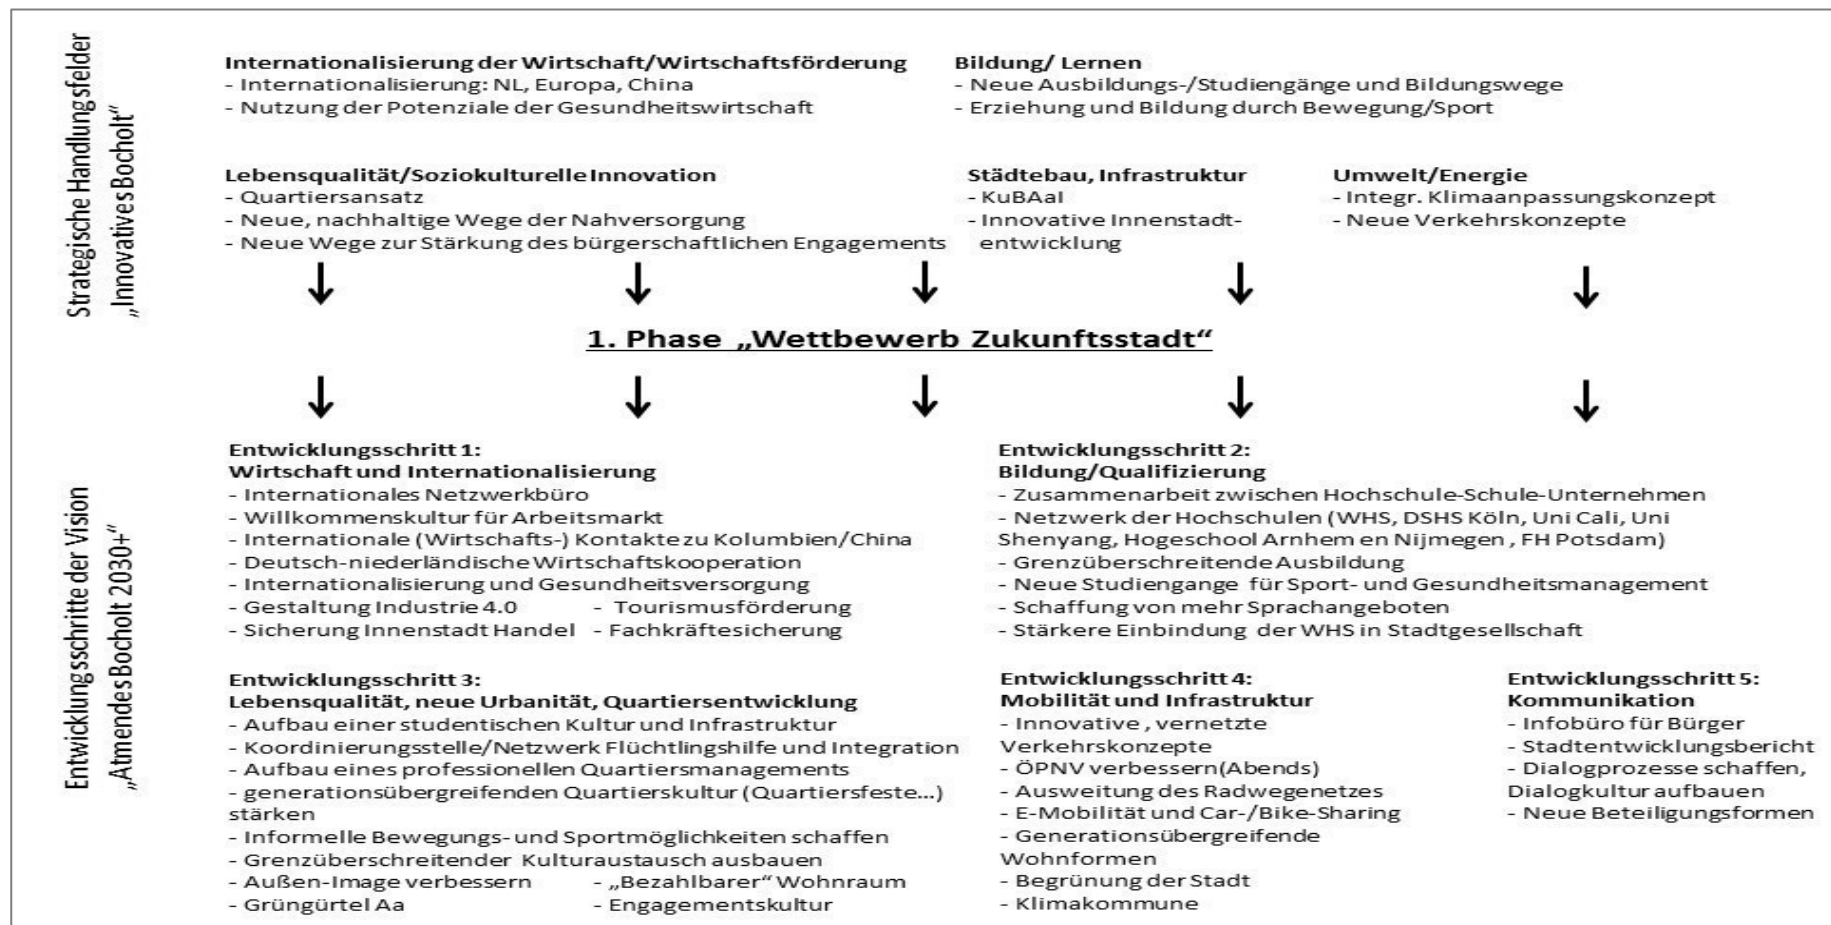 Strategische Handlungsfelder
„Innovatives Bocholt“
Internationalisierung der Wirtschaft/Wirtschaftsförderung
- Internationalisierung: NL, Europa, China
- Nutzung der Potenziale der Gesundheitswirtschaft
Bildung/ Lernen
- Neue Ausbildungs-/Studiengänge und Bildungswege
- Erziehung und Bildung durch Bewegung/Sport
Lebensqualität/Soziokulturelle Innovation
- Quartiersansatz
- Neue, nachhaltige Wege der Nahversorgung
- Neue Wege zur Stärkung des bürgerschaftlichen Engagements
Städtebau, Infrastruktur
- KuBAaI
- Innovative Innenstadt-
entwicklung
Umwelt/Energie
- Integr. Klimaanpassungskonzept
- Neue Verkehrskonzepte
1. Phase „Wettbewerb Zukunftsstadt“
Entwicklungsschritte der Vision
„Atmendes Bocholt 2030+“
Entwicklungsschritt 1:
Wirtschaft und Internationalisierung
- Internationales Netzwerkbüro
- Willkommenskultur für Arbeitsmarkt
- Internationale (Wirtschafts-) Kontakte zu Kolumbien/China
- Deutsch-niederländische Wirtschaftskooperation
- Internationalisierung und Gesundheitsversorgung
- Gestaltung Industrie 4.0 - Tourismusförderung
- Sicherung Innenstadt Handel - Fachkräftesicherung
Entwicklungsschritt 2:
Bildung/Qualifizierung
- Zusammenarbeit zwischen Hochschule-Schule-Unternehmen
- Netzwerk der Hochschulen (WHS, DSHS Köln, Uni Cali, Uni
Shenyang, Hogeschool Arnhem en Nijmegen , FH Potsdam)
- Grenzüberschreitende Ausbildung
- Neue Studiengange für Sport- und Gesundheitsmanagement
- Schaffung von mehr Sprachangeboten
- Stärkere Einbindung der WHS in Stadtgesellschaft
Entwicklungsschritt 3:
Lebensqualität, neue Urbanität, Quartiersentwicklung
- Aufbau einer studentischen Kultur und Infrastruktur
- Koordinierungsstelle/Netzwerk Flüchtlingshilfe und Integration
- Aufbau eines professionellen Quartiersmanagements
- generationsübergreifenden Quartierskultur (Quartiersfeste...)
stärken
- Informelle Bewegungs- und Sportmöglichkeiten schaffen
- Grenzüberschreitender Kulturaustausch ausbauen
- Außen-Image verbessern - „Bezahlbarer“ Wohnraum
- Grüngürtel Aa - Engagementskultur
Entwicklungsschritt 4:
Mobilität und Infrastruktur
- Innovative , vernetzte
Verkehrskonzepte
- ÖPNV verbessern(Abends)
- Ausweitung des Radwegenetzes
- E-Mobilität und Car-/Bike-Sharing
- Generationsübergreifende
Wohnformen
- Begrünung der Stadt
- Klimakommune
Entwicklungsschritt 5:
Kommunikation
- Infobüro für Bürger
- Stadtentwicklungsbericht
- Dialogprozesse schaffen,
Dialogkultur aufbauen
- Neue Beteiligungsformen